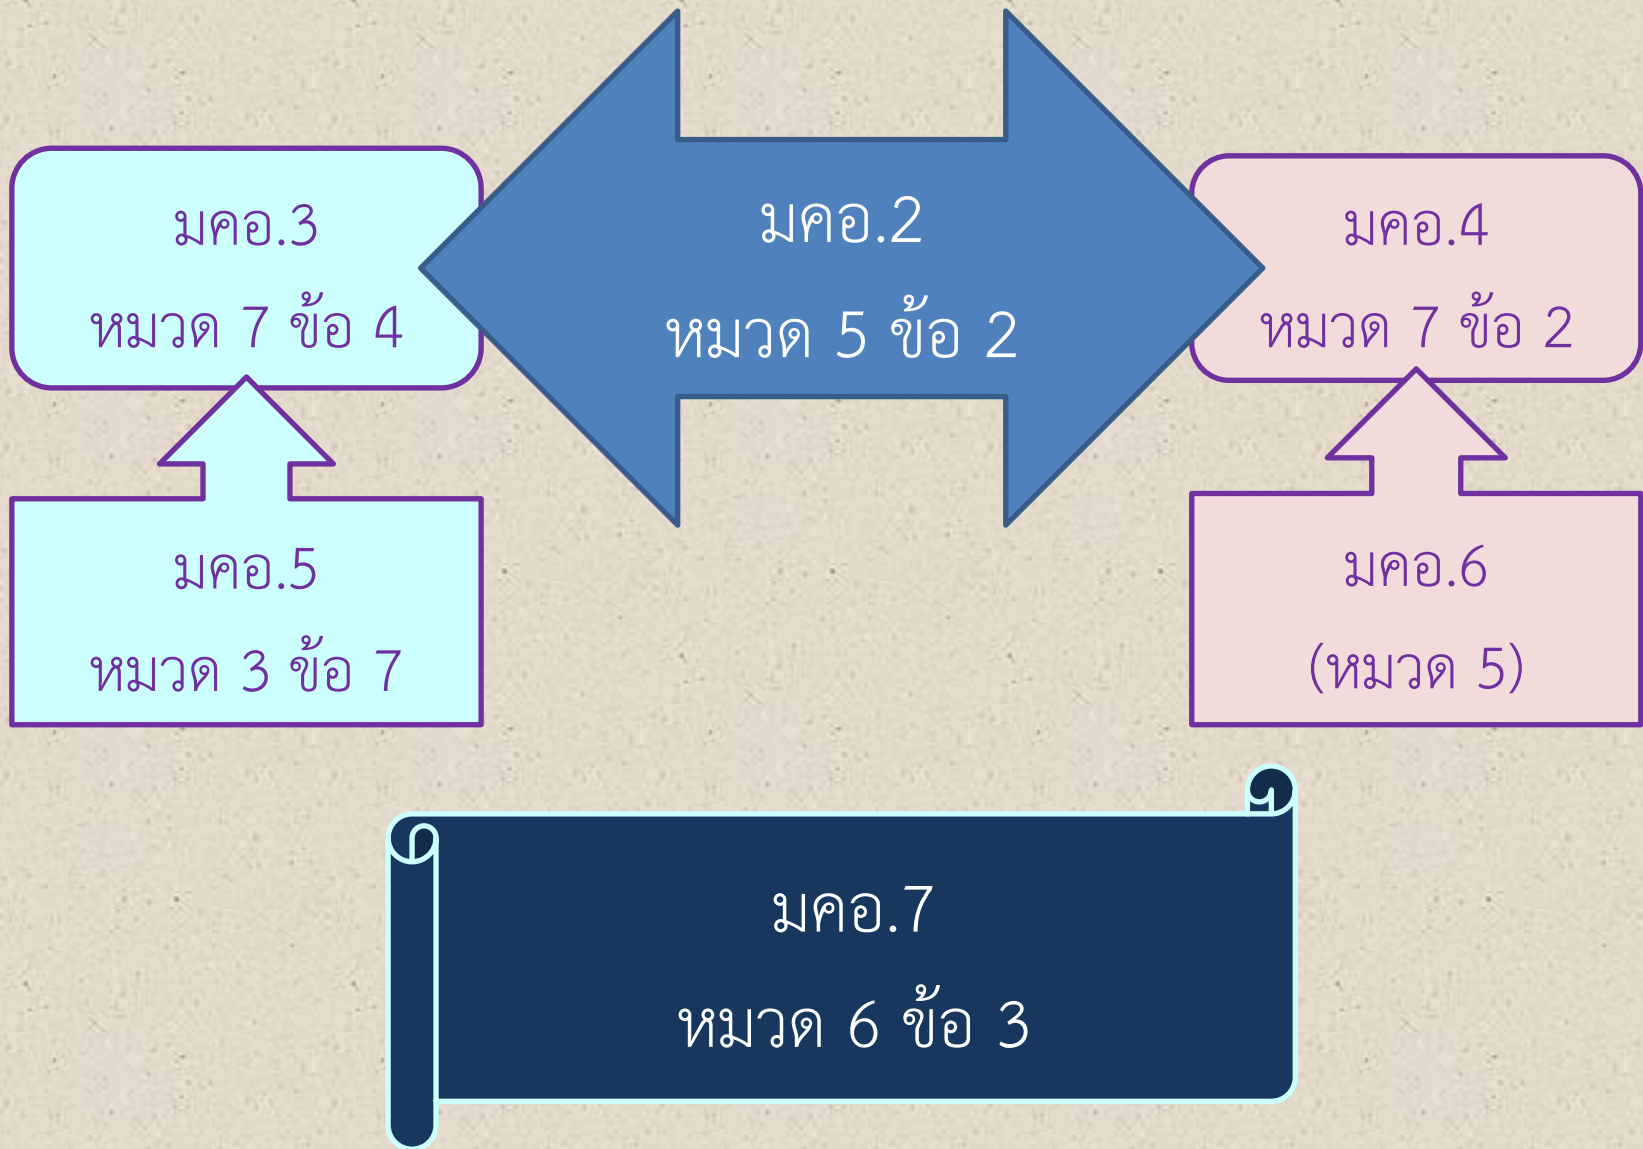 มคอ.3
หมวด 7 ข้อ 4
มคอ.2
หมวด 5 ข้อ 2
มคอ.4
หมวด 7 ข้อ 2
มคอ.5
หมวด 3 ข้อ 7
มคอ.6
(หมวด 5)
มคอ.7
หมวด 6 ข้อ 3